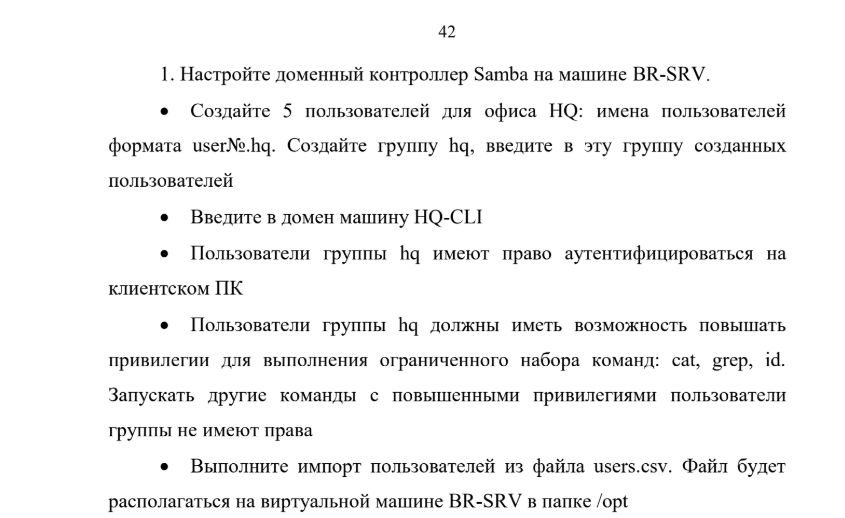 42
1. Настройте доменный контроллер Samba на машине BR-SRV.
• Создайте 5 пользователей для офиса HQ: имена пользователей
формата user№.hq. Создайте группу hq, введите в эту группу созданных
пользователей
• Введите в домен машину HQ-CLI
• Пользователи группы hq имеют право аутентифицироваться на
клиентском ПК
• Пользователи группы hq должны иметь возможность повышать
привилегии для выполнения ограниченного набора команд: cat, grep, id.
Запускать другие команды с повышенными привилегиями пользователи
группы не имеют права
• Выполните импорт пользователей из файла users.csv. Файл будет
располагаться на виртуальной машине BR-SRV в папке /opt